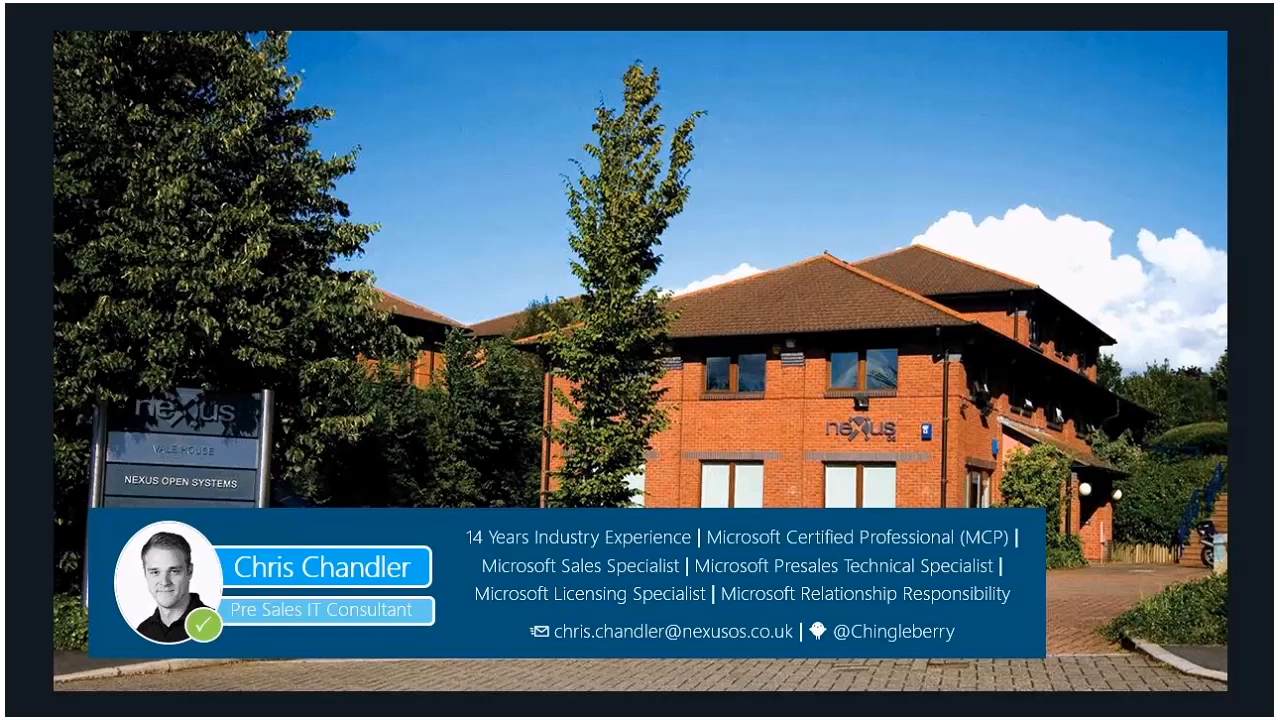 nexus
VALE HOUSE
NEXUS OPEN SYSTEMS
nexus
Chris Chandler
Pre Sales IT Consultant
14 Years Industry Experience | Microsoft Certified Professional (MCP) |
Microsoft Sales Specialist | Microsoft Presales Technical Specialist |
Microsoft Licensing Specialist | Microsoft Relationship Responsibility
chris.chandler@nexusos.co.uk | @Chingleberry